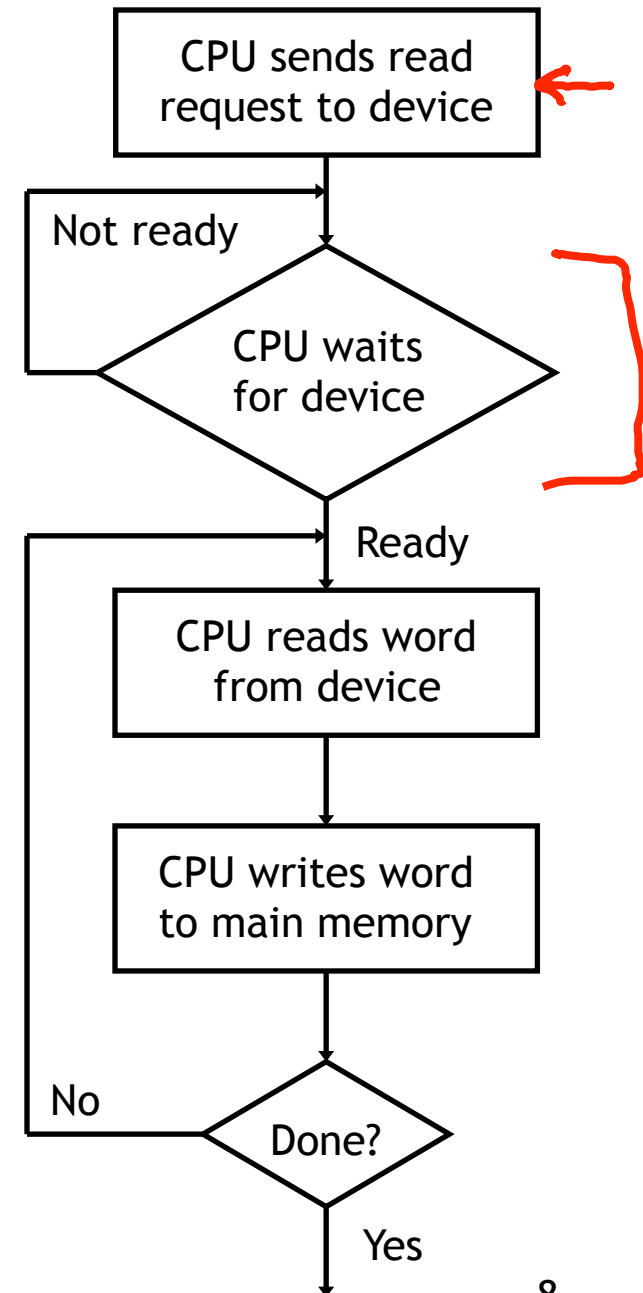 CPU sends read
request to device
Not ready
CPU waits
for device
Ready
CPU reads word
from device
CPU writes word
to main memory
No
Done?
Yes
8